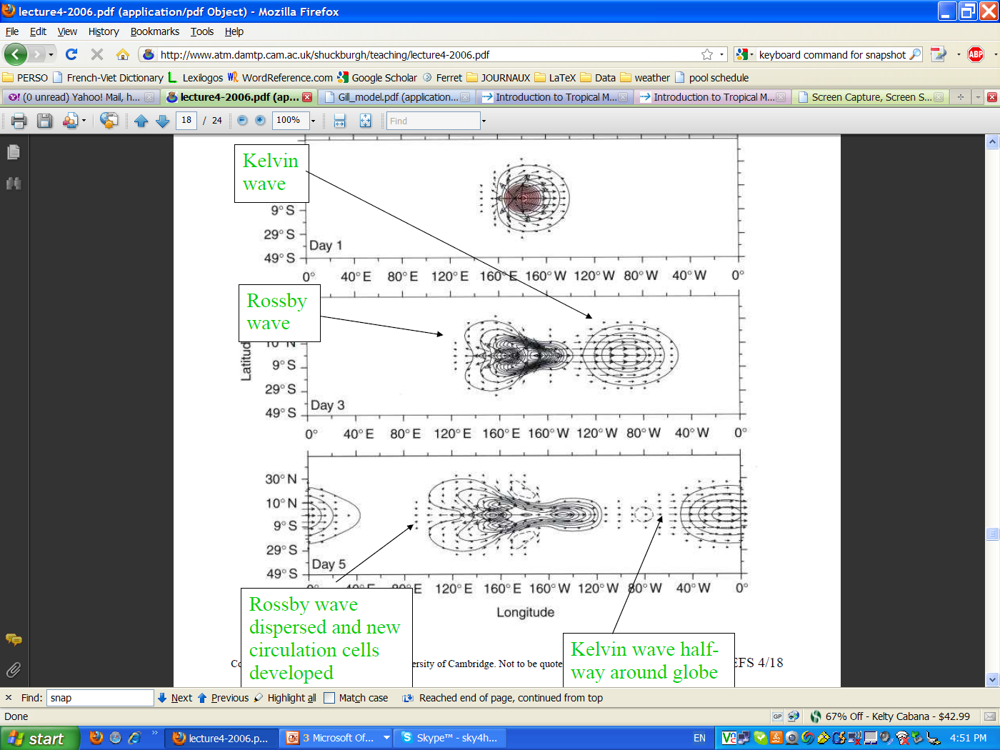 lecture4-2006.pdf (application/pdf Object) - Mozilla Firefox
File Edit View History Bookmarks Tools Help
http://www.atm.damtp.cam.ac.uk/shuckburgh/teaching/lecture4-2006.pdf
keyboard command for snapshot
ABP
PERSO French-Viet Dictionary Lexilogos WordReference.com Google Scholar Ferret JOURNAUX LaTeX Data weather pool schedule
(0 unread) Yahoo! Mail, h... lecture4-2006.pdf (ap... Gill_model.pdf (application... Introduction to Tropical M... Introduction to Tropical M... Screen Capture, Screen S...
18 / 24 100% Find
Kelvin
wave
9° S
29° S
49° S
Day 1
0° 40° E 80° E 120° E 160° E 160° W 120° W 80° W 40° W 0°
Rossby
wave
10° N
9° S
29° S
49° S
Latitude
Day 3
0° 40° E 80° E 120° E 160° E 160° W 120° W 80° W 40° W 0°
30° N
10° N
9° S
29° S
49° S
Day 5
0° 40° E 80° E 120° E 160° E 160° W 120° W 80° W 40° W 0°
Longitude
Rossby wave
dispersed and new
circulation cells
developed
Kelvin wave half-
way around globe
Co
ersity of Cambridge. Not to be quote
EFS 4/18
Find: snap Next Previous Highlight all Match case Reached end of page, continued from top
Done
GP
67% Off - Kelty Cabana - $42.99
start
lecture4-2006.p... 3 Microsoft Of... Skype™ - sky4h...
EN
4:51 PM